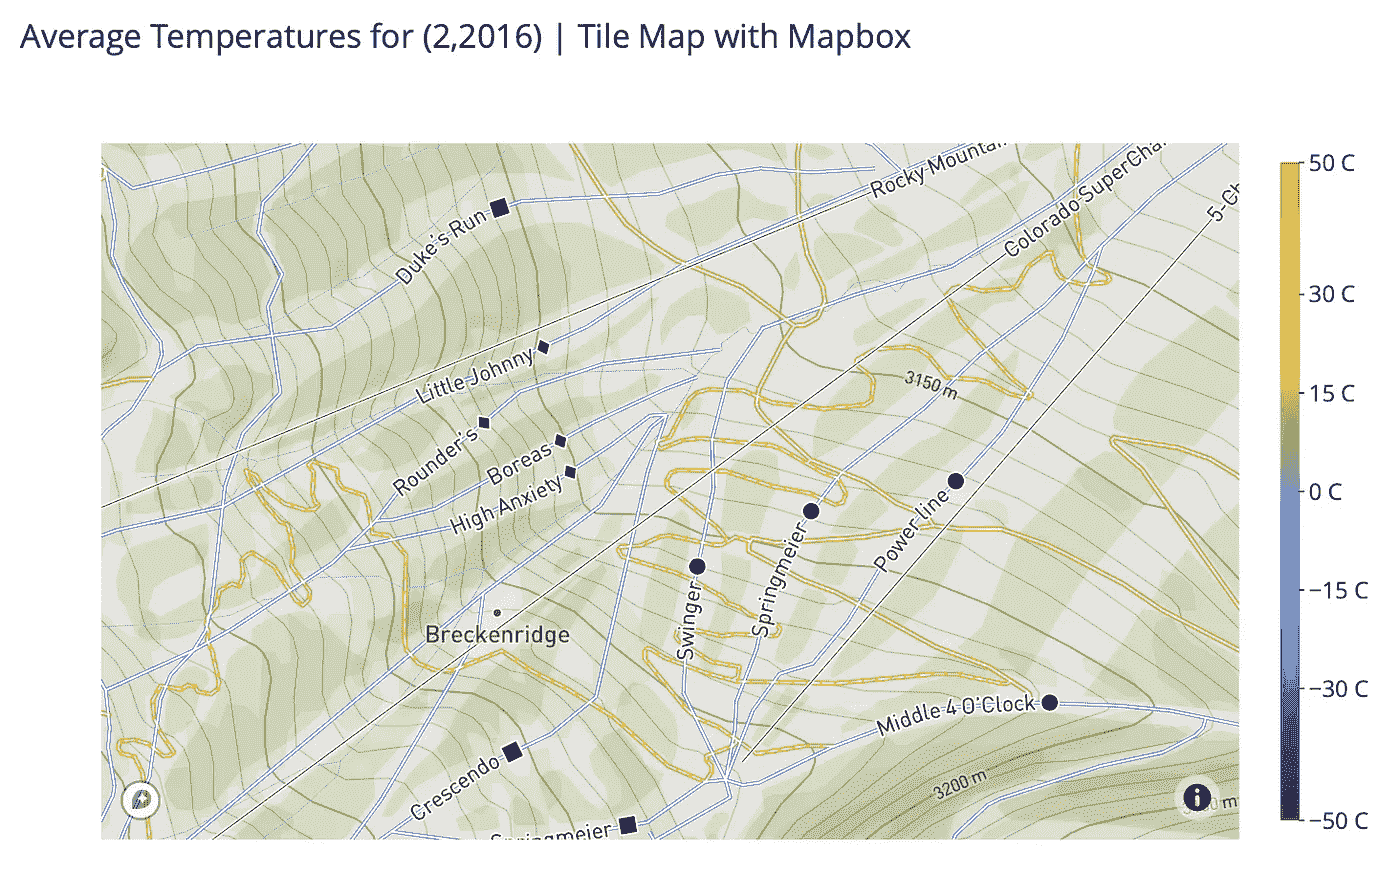 Average Temperatures for (2,2016) | Tile Map with Mapbox
Rocky Mountain
Colorado SuperCha
5-Ch
Duke's Run
Little Johnny
3150 m
Rounder's
Boreas
High Anxiety
Power line
Springmeier
Swinger
Breckenridge
Middle 4 O'Clock
Crescendo
3200 m
Springmeier
50 C
30 C
15 C
0 C
−15 C
−30 C
−50 C